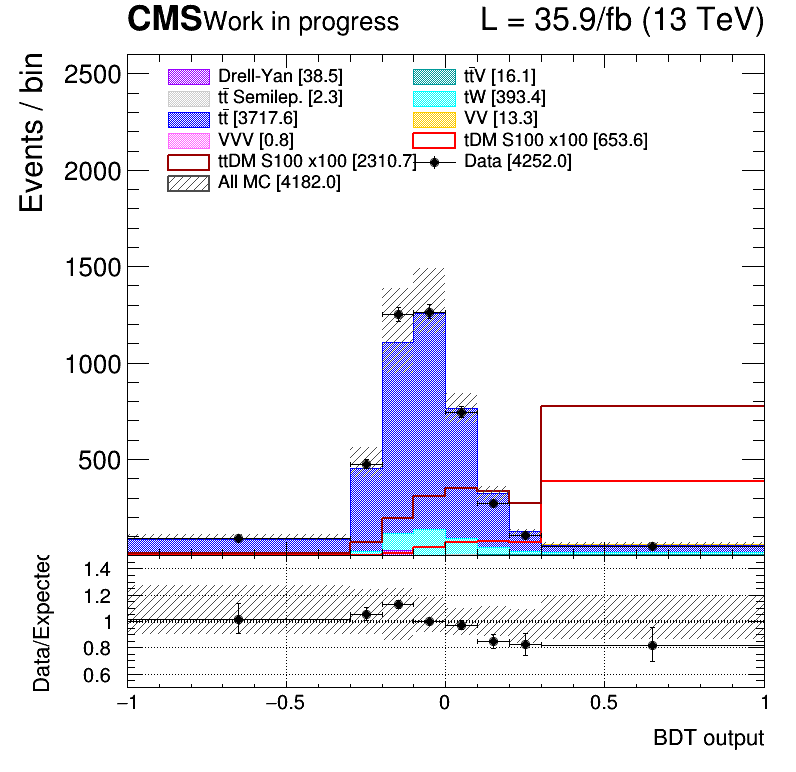 CMS Work in progress L = 35.9/fb (13 TeV)
Events / bin
2500
2000
1500
1000
500
Drell-Yan [38.5] tt̄V [16.1]
tt̄ Semilep. [2.3] tW [393.4]
tt̄ [3717.6] VV [13.3]
VVV [0.8] tDM S100 x100 [653.6]
ttDM S100 x100 [2310.7] Data [4252.0]
All MC [4182.0]
Data/Expected
1.4
1.2
1
0.8
0.6
−1 −0.5 0 0.5 1
BDT output